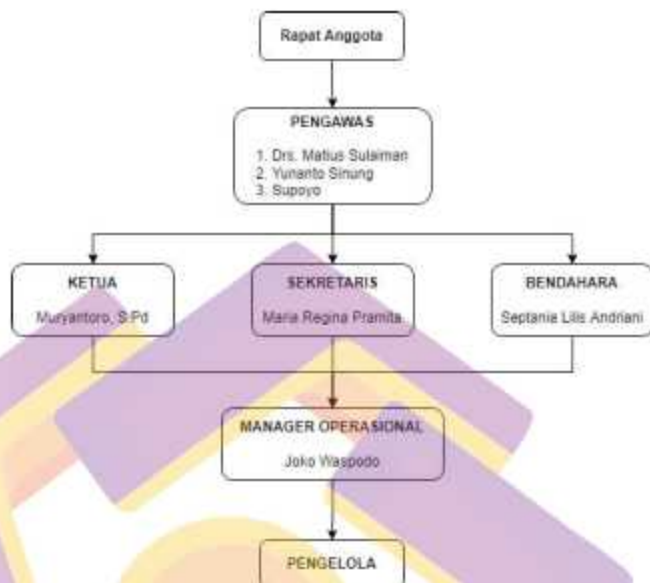 Rapat Anggota
PENGAWAS
1. Drs. Matius Sulaiman
2. Yunanto Sinung
3. Supoyo
KETUA
Muryantoro, S.Pd
SEKRETARIS
Maria Regina Pramita
BENDAHARA
Septania Lilis Andriani
MANAGER OPERASIONAL
Joko Waspodo
PENGELOLA